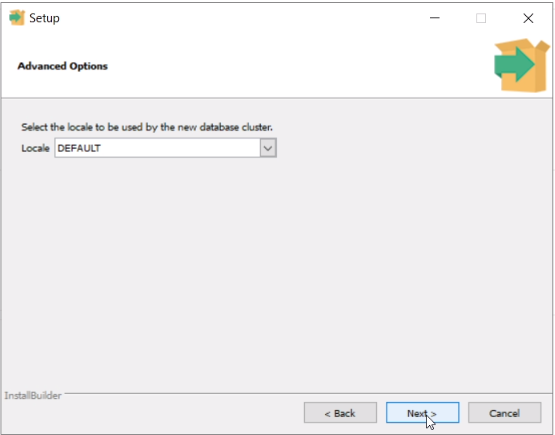 Setup
Advanced Options
Select the locale to be used by the new database cluster.
Locale DEFAULT
InstallBuilder
< Back Next > Cancel